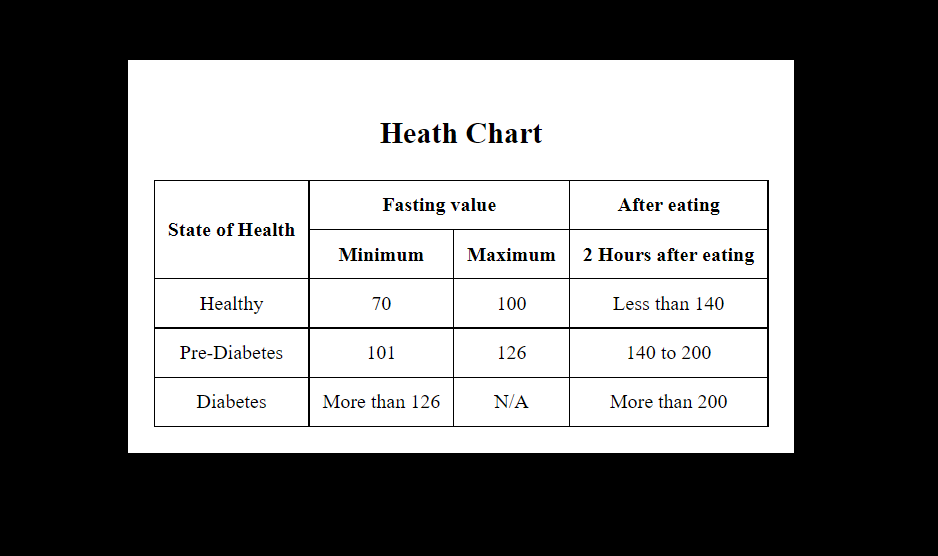 Heath Chart
State of Health Fasting value After eating
Minimum Maximum 2 Hours after eating
Healthy 70 100 Less than 140
Pre-Diabetes 101 126 140 to 200
Diabetes More than 126 N/A More than 200